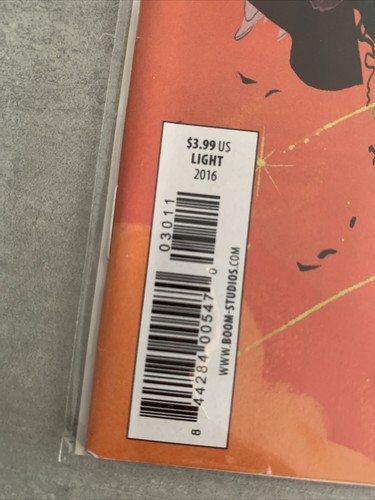 $3.99 US
LIGHT
2016
03011
8 44284 00547 0
WWW.BOOM-STUDIOS.COM